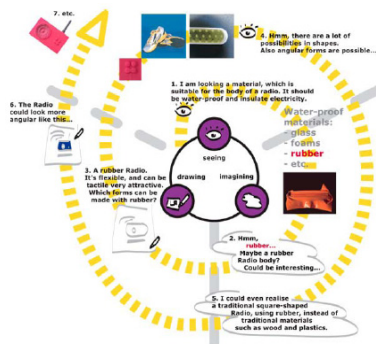 7. etc.
4. Hmm, there are a lot of
possibilities in shapes.
Also angular forms are possible...
1. I am looking a material, which is
suitable for the body of a radio. It should
be water-proof and insulate electricity.
6. The Radio
could look more
angular like this...
Water-proof
materials:
- glass
- foams
- rubber
- etc.
seeing
drawing
imagining
3. A rubber Radio.
It's flexible, and can be
tactile very attractive.
Which forms can be
made with rubber?
2. Hmm,
rubber...
Maybe a rubber
Radio body?
Could be interesting...
5. I could even realise ...
a traditional square-shaped
Radio, using rubber, instead of
traditional materials
such as wood and plastics.